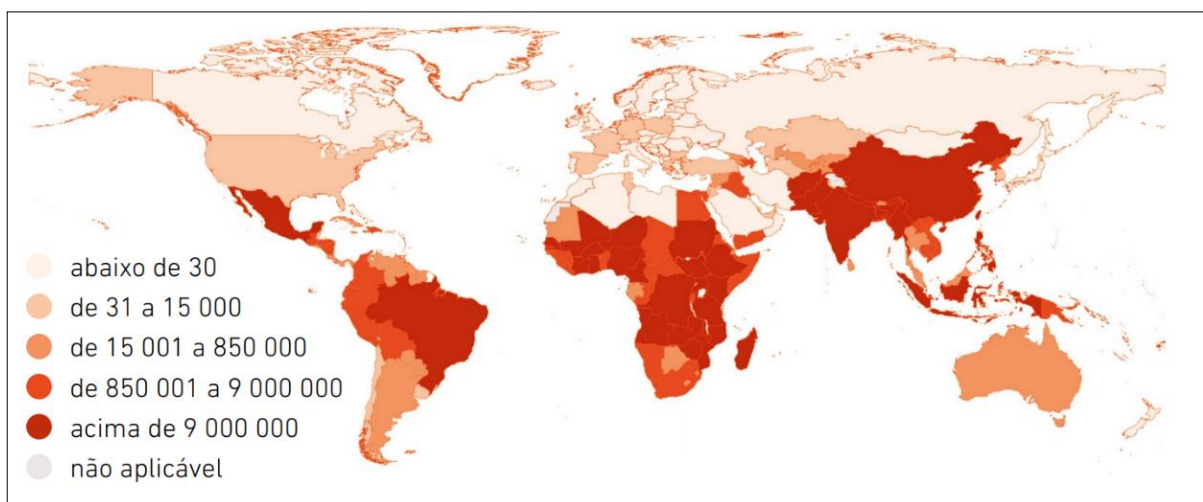 abaixo de 30
de 31 a 15 000
de 15 001 a 850 000
de 850 001 a 9 000 000
acima de 9 000 000
não aplicável